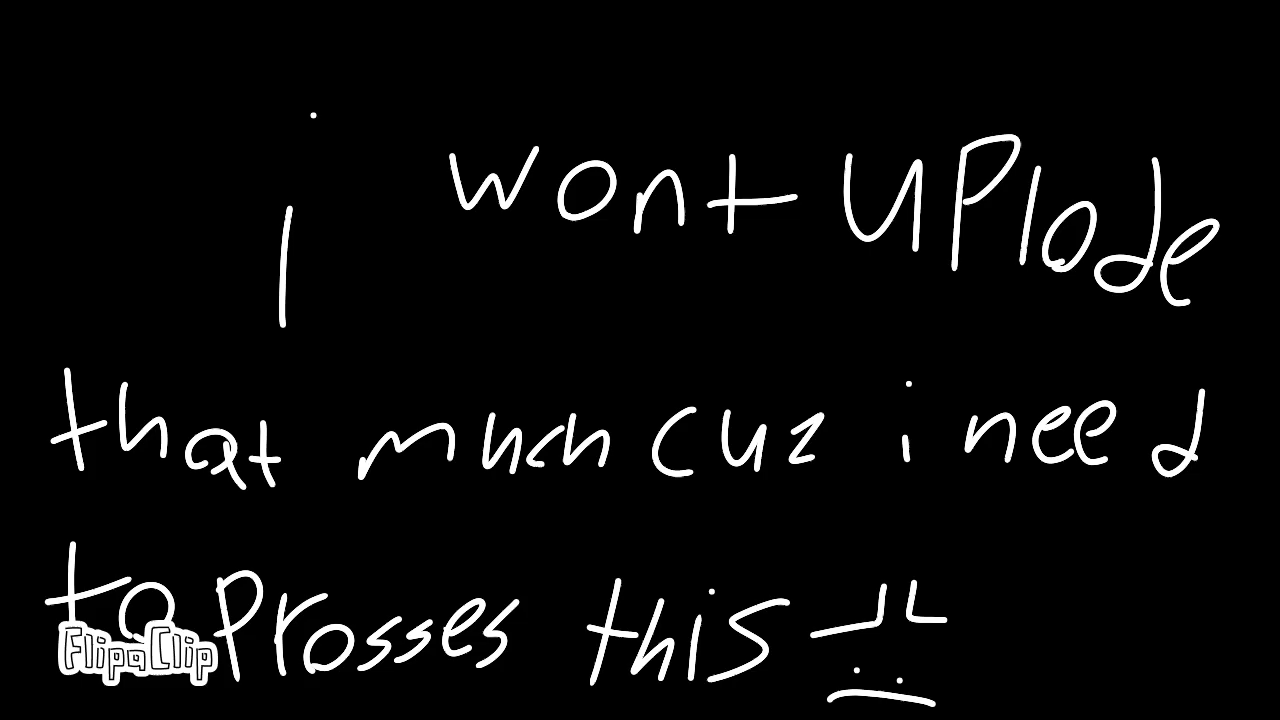 i wont uplode
that much cuz i need
to prosses this
FlipaClip